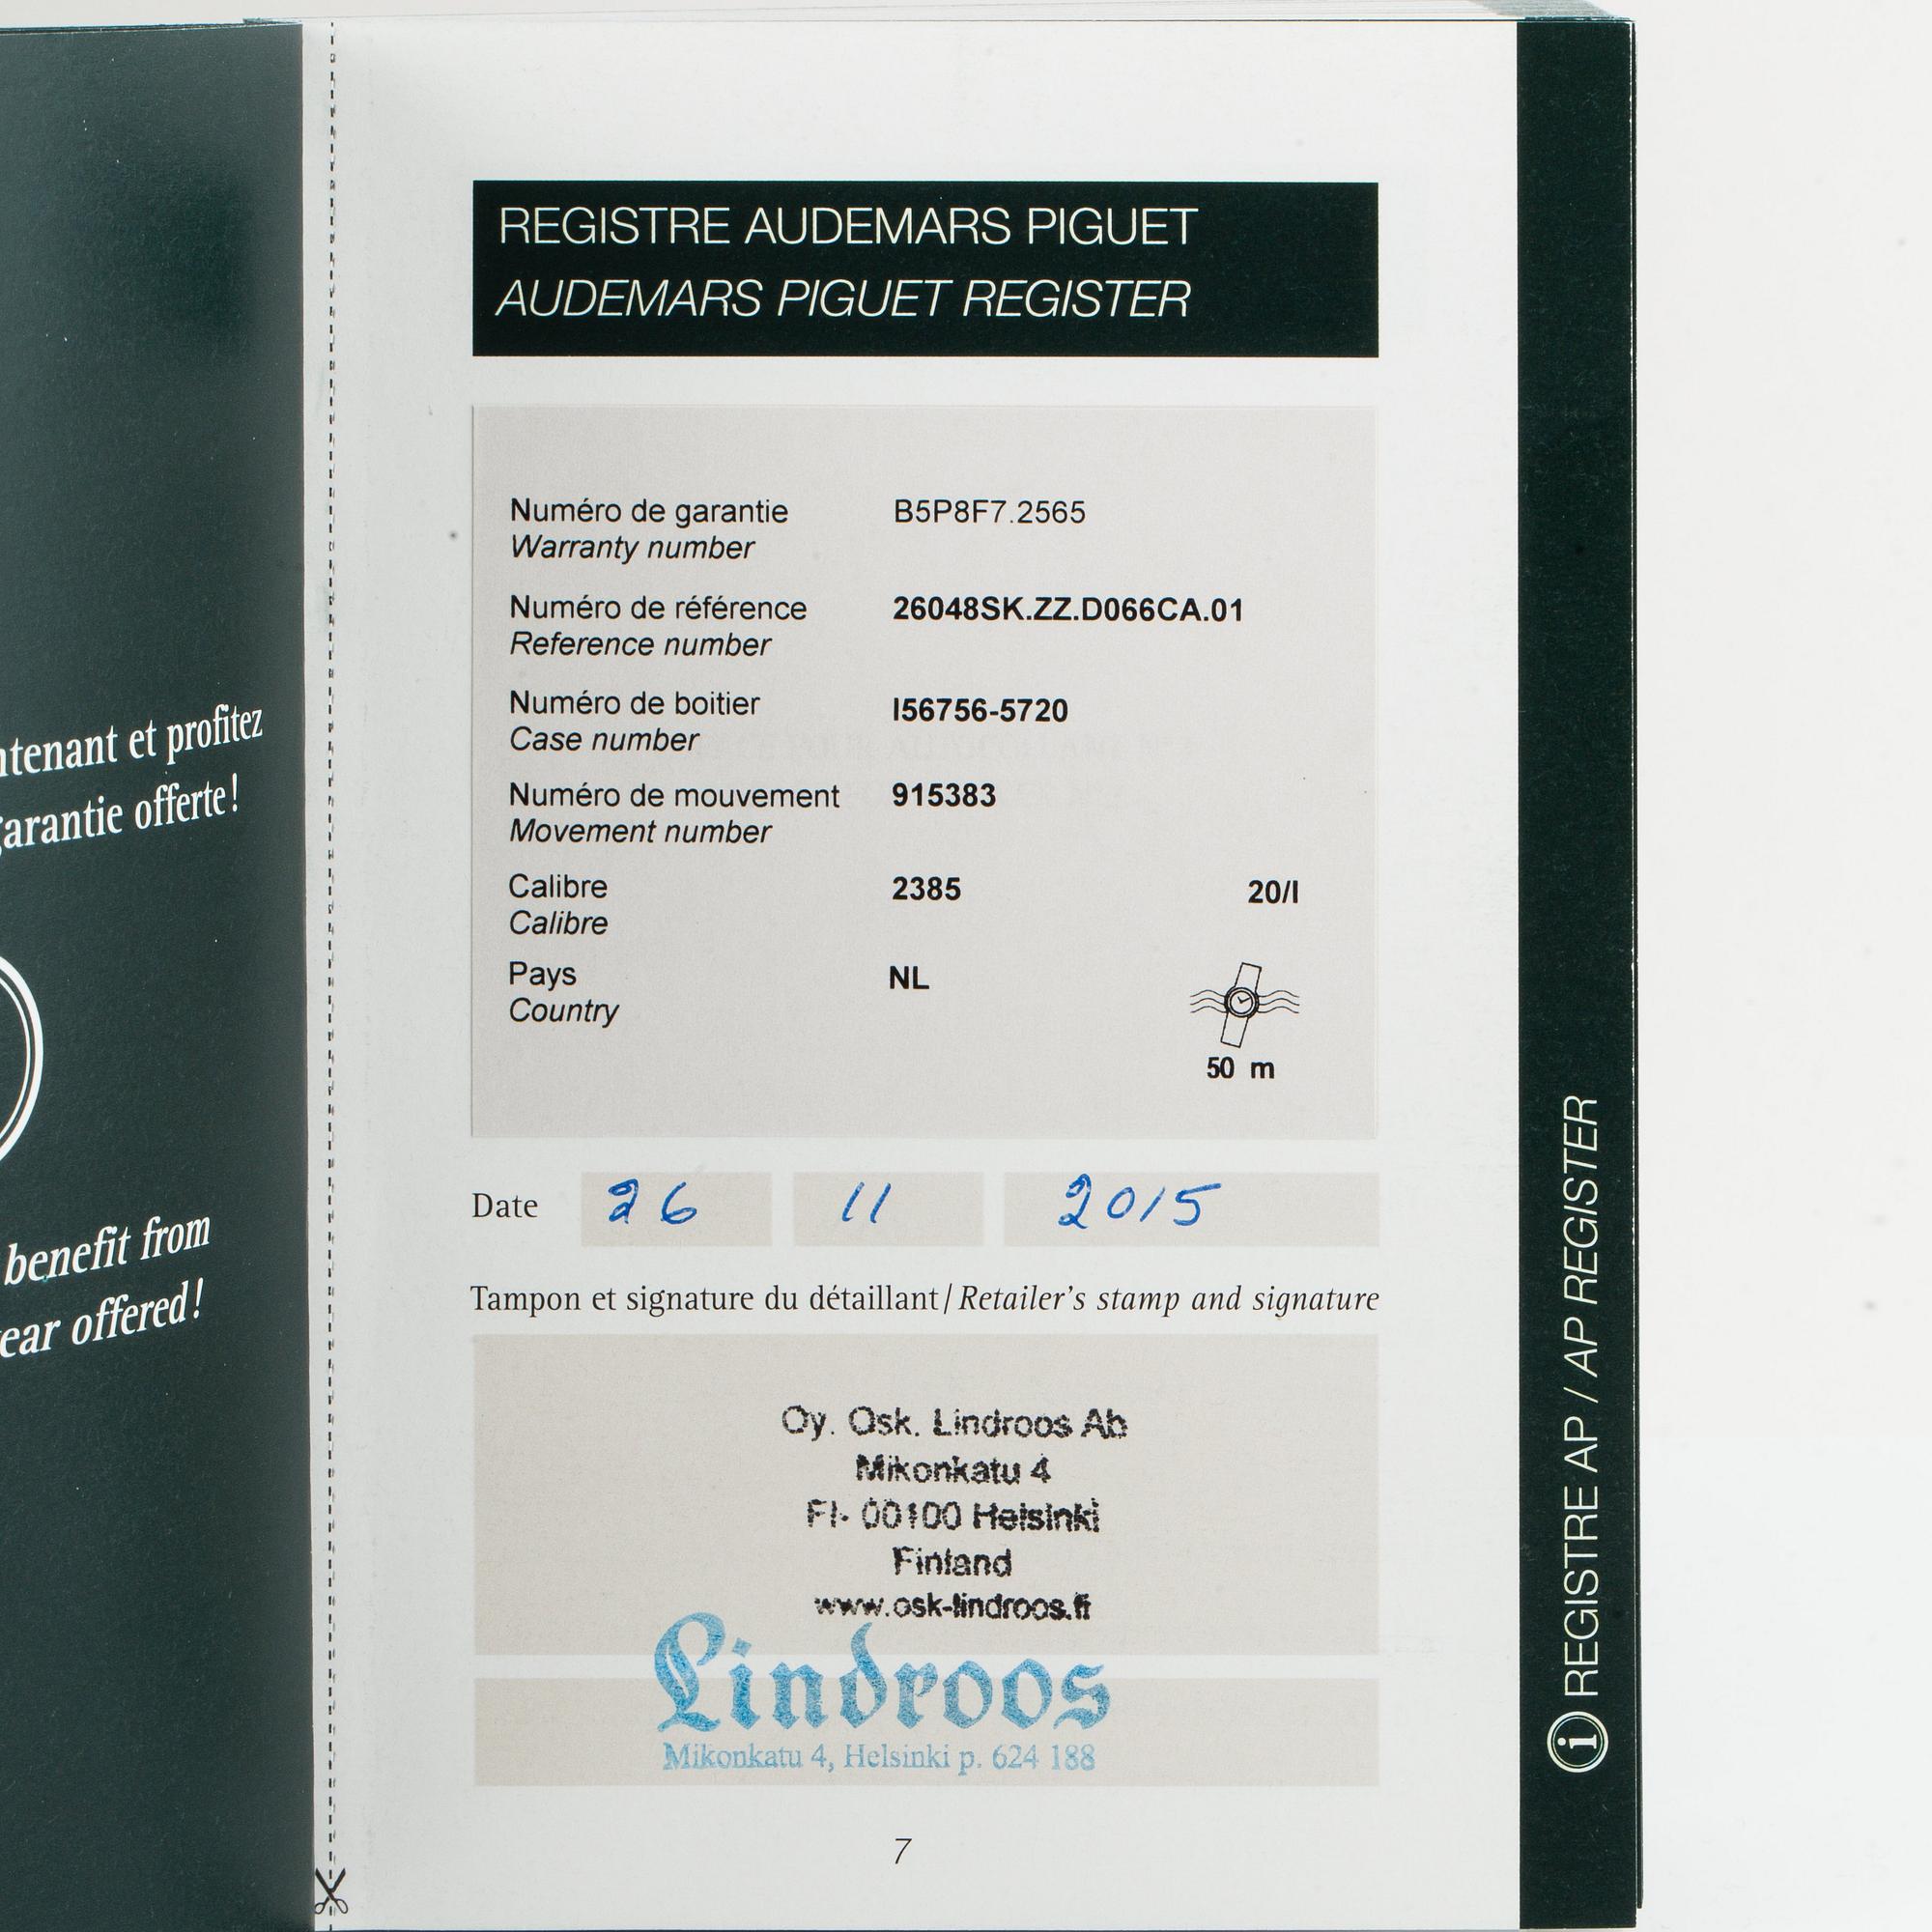 ntenant et profitez
garantie offerte !
benefit from
ear offered !
REGISTRE AUDEMARS PIGUET
AUDEMARS PIGUET REGISTER
Numéro de garantie B5P8F7.2565
Warranty number
Numéro de référence 26048SK.ZZ.D066CA.01
Reference number
Numéro de boitier I56756-5720
Case number
Numéro de mouvement 915383
Movement number
Calibre 2385 20/I
Calibre
Pays NL
Country
50 m
Date 26 11 2015
Tampon et signature du détaillant / Retailer's stamp and signature
Oy. Osk. Lindroos Ab
Mikonkatu 4
FI- 00100 Helsinki
Finland
www.osk-lindroos.fi
Lindroos
Mikonkatu 4, Helsinki p. 624 188
7
i REGISTRE AP / AP REGISTER